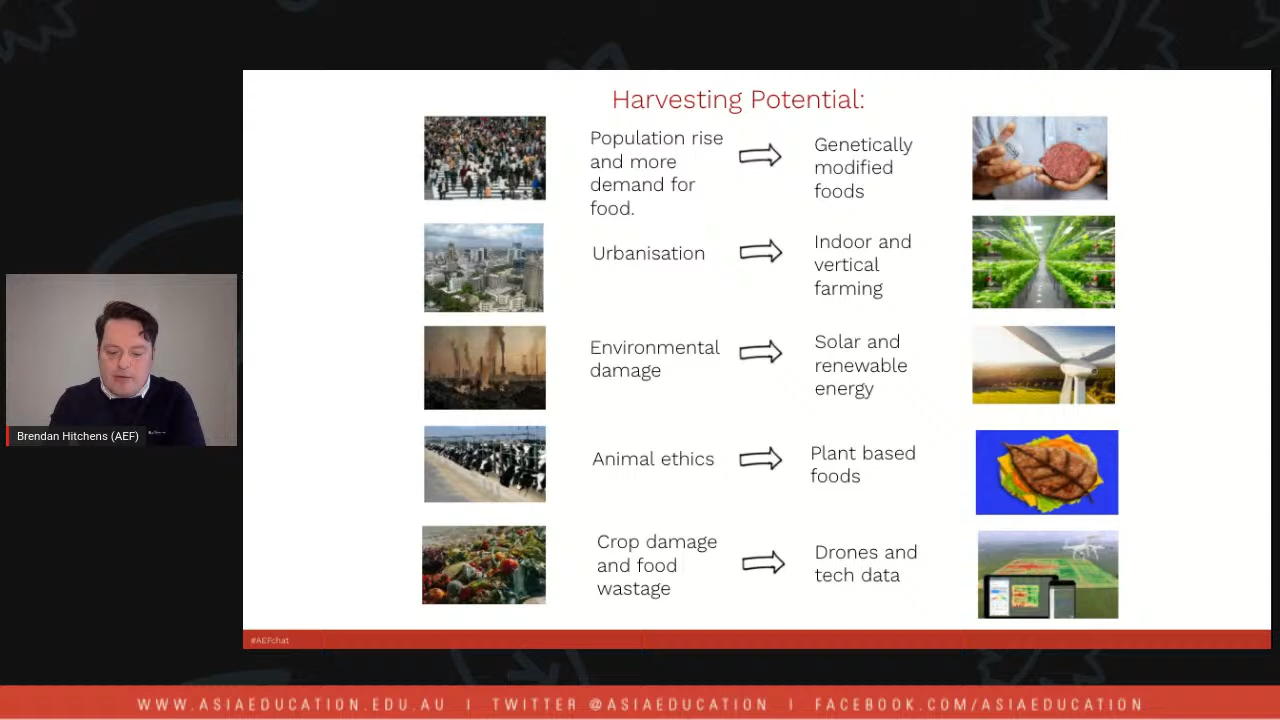 Harvesting Potential:
Population rise
and more
demand for
food.
Genetically
modified
foods
Urbanisation
Indoor and
vertical
farming
Environmental
damage
Solar and
renewable
energy
Animal ethics
Plant based
foods
Crop damage
and food
wastage
Drones and
tech data
Brendan Hitchens (AEF)
#AEFchat
WWW.ASIAEDUCATION.EDU.AU | TWITTER @ASIAEDUCATION | FACEBOOK.COM/ASIAEDUCATION